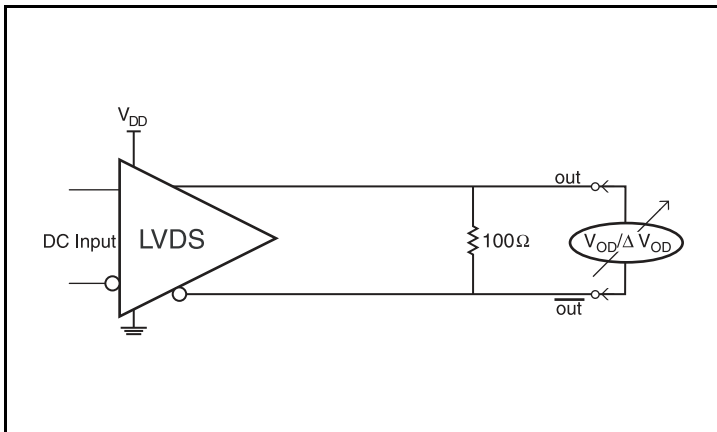 V_DD
out
DC Input
LVDS
100Ω
V_OD/Δ V_OD
out